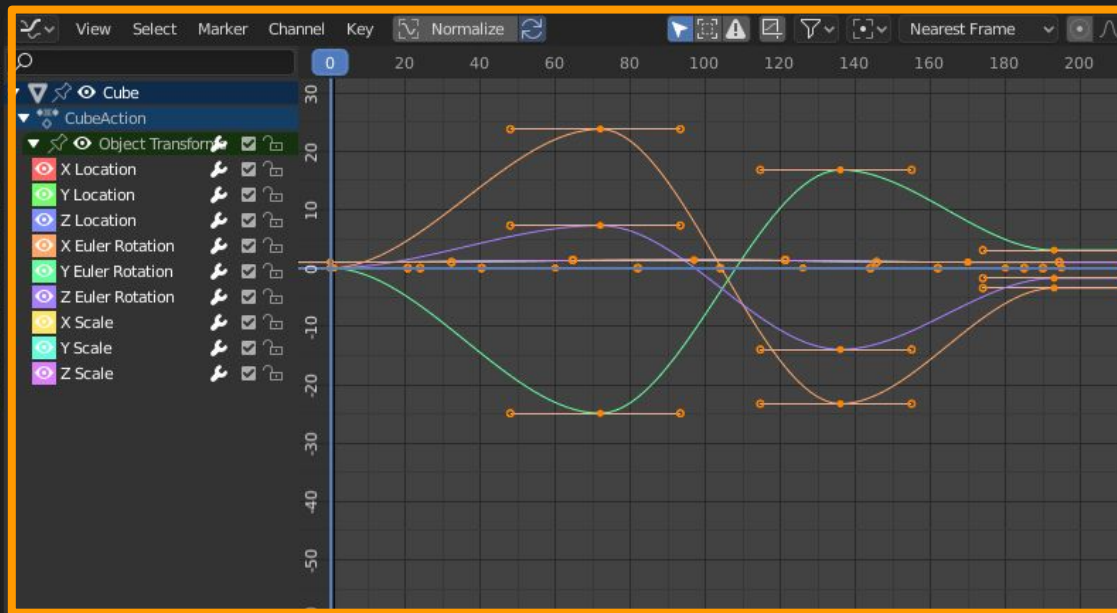 View Select Marker Channel Key Normalize Nearest Frame
0 20 40 60 80 100 120 140 160 180 200
Cube
CubeAction
Object Transform
X Location
Y Location
Z Location
X Euler Rotation
Y Euler Rotation
Z Euler Rotation
X Scale
Y Scale
Z Scale
30
20
10
0
-10
-20
-30
-40
-50